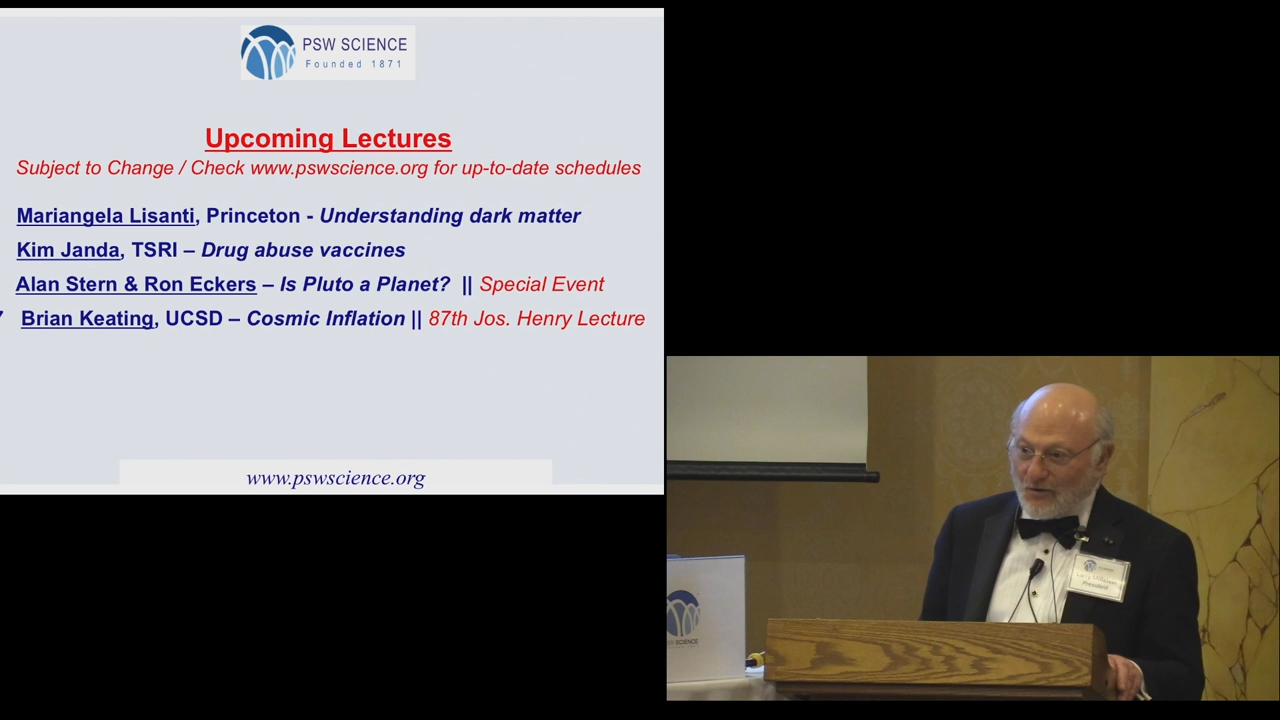 PSW SCIENCE
Founded 1871
Upcoming Lectures
Subject to Change / Check www.pswscience.org for up-to-date schedules
Mariangela Lisanti, Princeton - Understanding dark matter
Kim Janda, TSRI – Drug abuse vaccines
Alan Stern & Ron Eckers – Is Pluto a Planet? || Special Event
Brian Keating, UCSD – Cosmic Inflation || 87th Jos. Henry Lecture
www.pswscience.org
President
SCIENCE